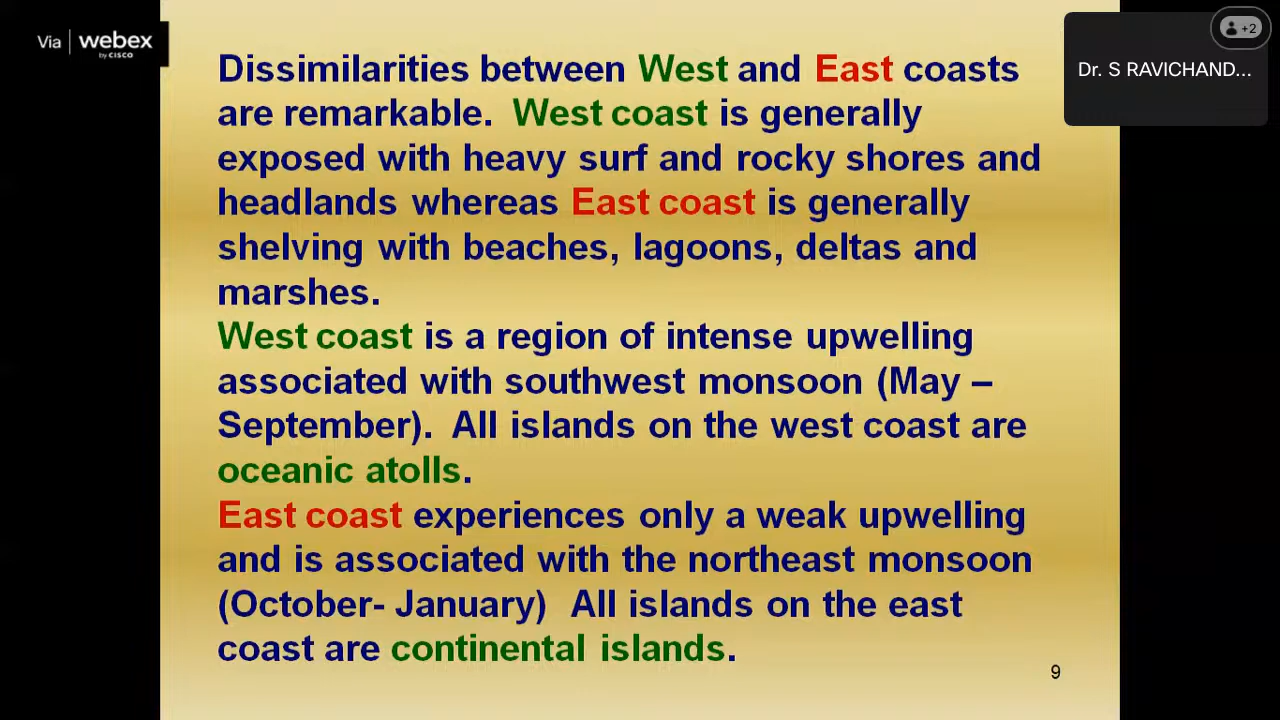 Via webex
by CISCO
+2
Dr. S RAVICHAND...
Dissimilarities between West and East coasts
are remarkable. West coast is generally
exposed with heavy surf and rocky shores and
headlands whereas East coast is generally
shelving with beaches, lagoons, deltas and
marshes.
West coast is a region of intense upwelling
associated with southwest monsoon (May –
September). All islands on the west coast are
oceanic atolls.
East coast experiences only a weak upwelling
and is associated with the northeast monsoon
(October- January) All islands on the east
coast are continental islands.
9